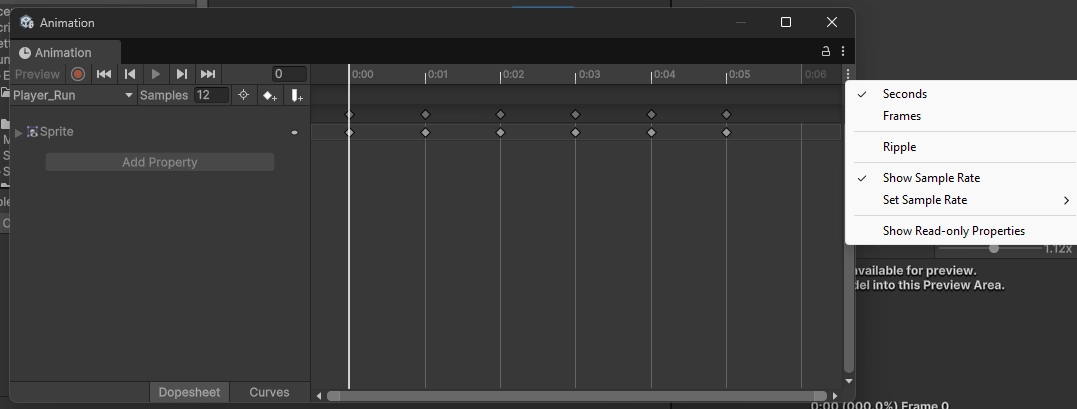 Animation
Animation
Preview 0 0:00 0:01 0:02 0:03 0:04 0:05 0:06
Player_Run Samples 12
Sprite
Add Property
Dopesheet Curves
Seconds
Frames
Ripple
Show Sample Rate
Set Sample Rate
Show Read-only Properties
1.12x
available for preview.
del into this Preview Area.
0:00 (000.0%) Frame 0